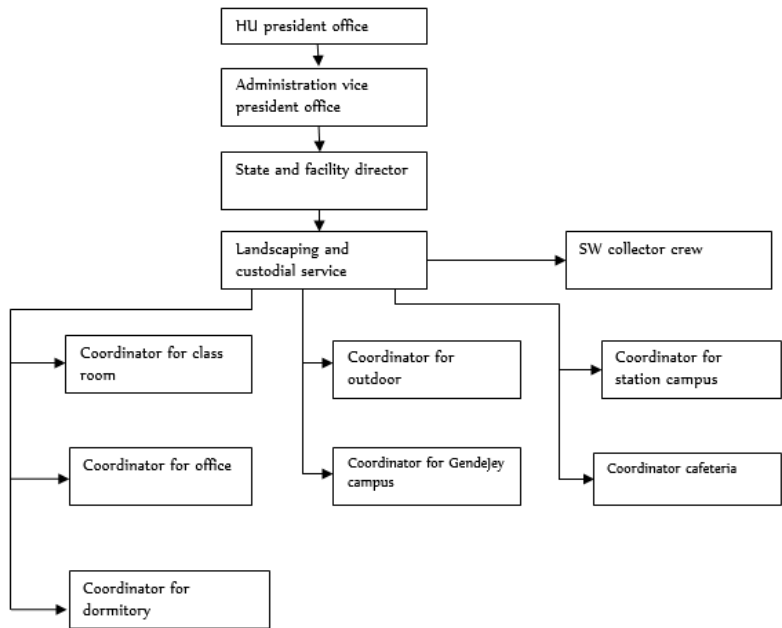 HU president office
Administration vice
president office
State and facility director
Landscaping and
custodial service
SW collector crew
Coordinator for class
room
Coordinator for
outdoor
Coordinator for
station campus
Coordinator for office
Coordinator for GendeJey
campus
Coordinator cafeteria
Coordinator for
dormitory